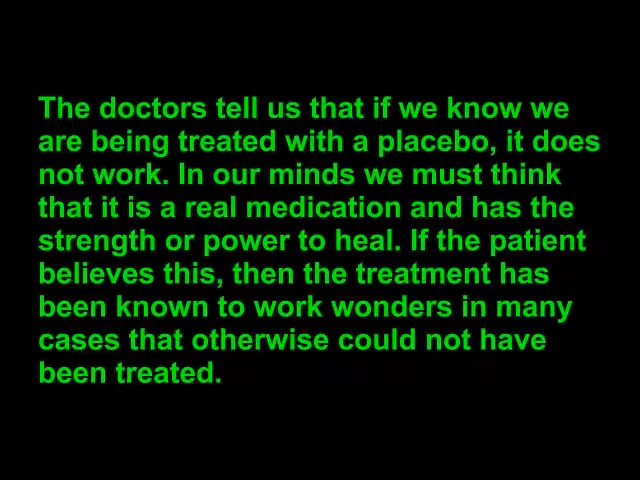 The doctors tell us that if we know we
are being treated with a placebo, it does
not work. In our minds we must think
that it is a real medication and has the
strength or power to heal. If the patient
believes this, then the treatment has
been known to work wonders in many
cases that otherwise could not have
been treated.